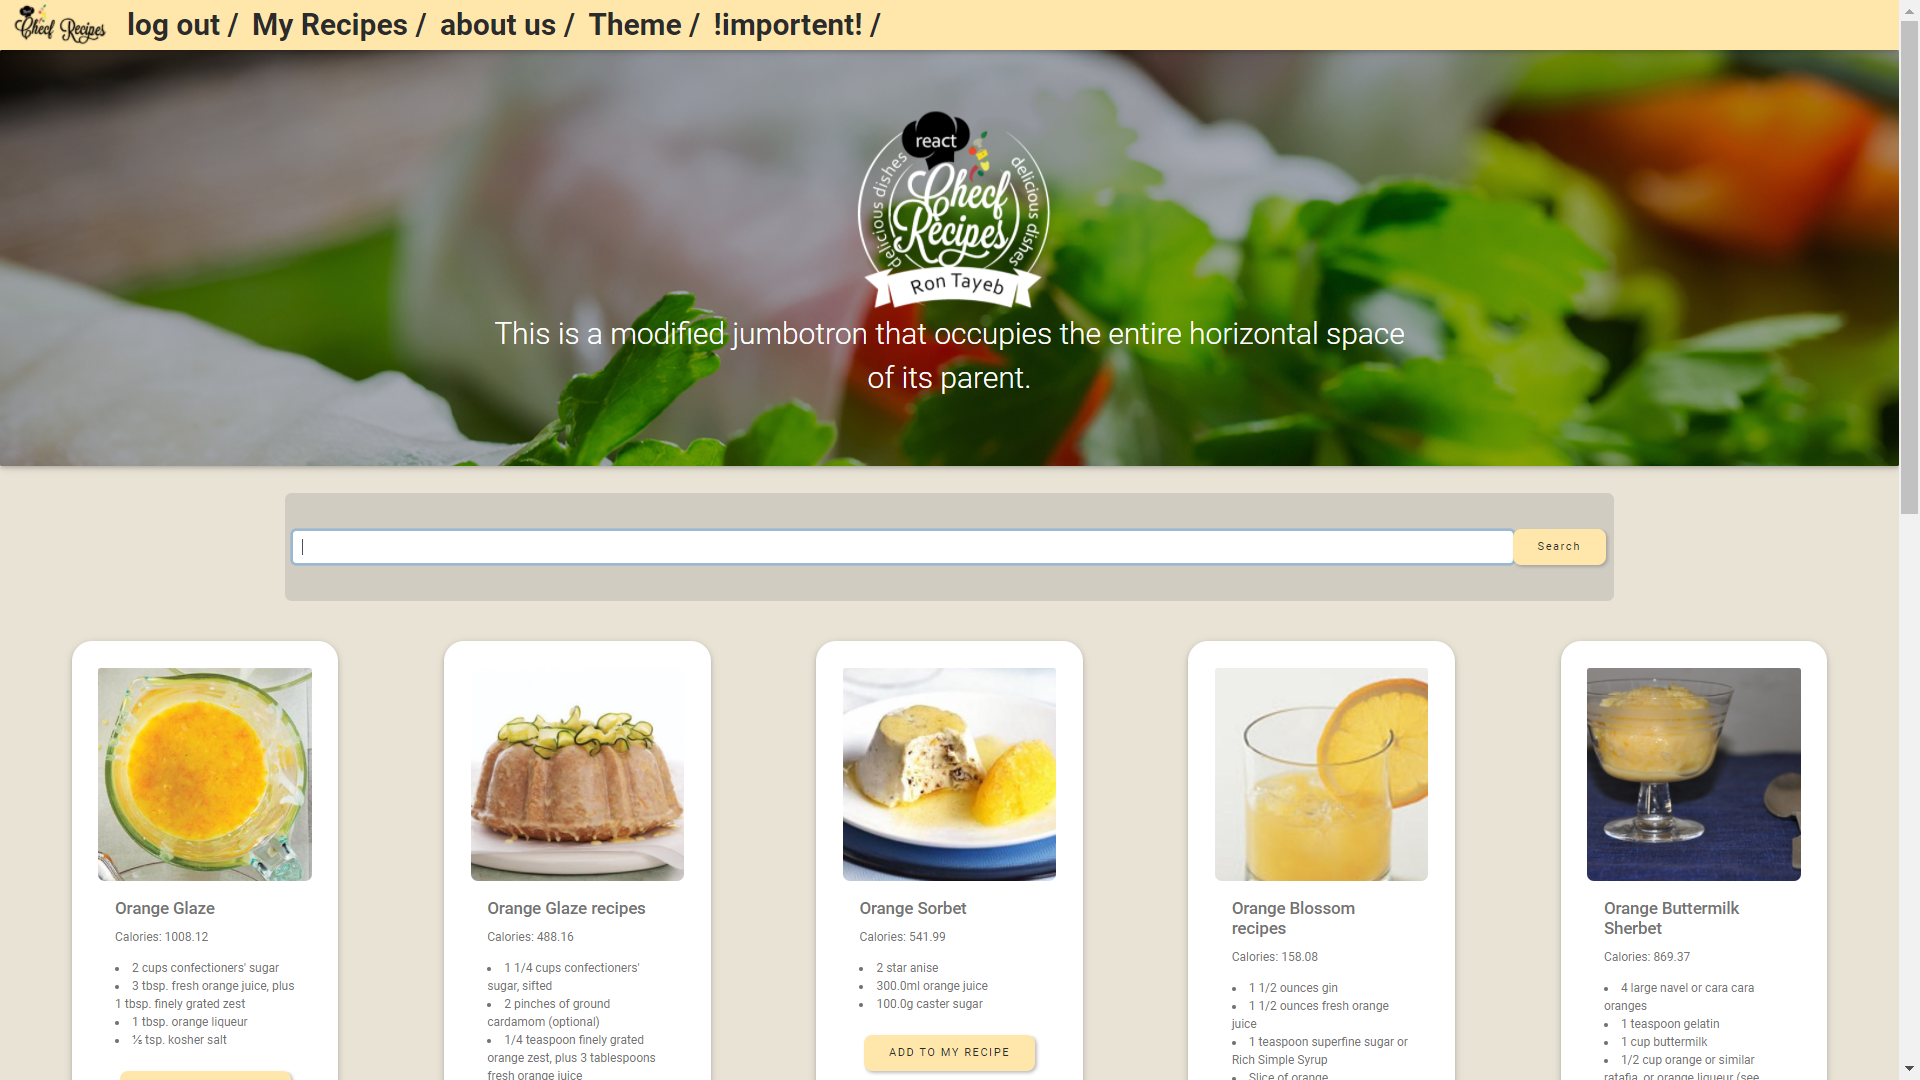 Checf Recipes log out / My Recipes / about us / Theme / !importent! /
react
delicious dishes
delicious dishes
Checf
Recipes
Ron Tayeb
This is a modified jumbotron that occupies the entire horizontal space
of its parent.
Search
Orange Glaze
Calories: 1008.12
2 cups confectioners' sugar
3 tbsp. fresh orange juice, plus
1 tbsp. finely grated zest
1 tbsp. orange liqueur
⅛ tsp. kosher salt
Orange Glaze recipes
Calories: 488.16
1 1/4 cups confectioners'
sugar, sifted
2 pinches of ground
cardamom (optional)
1/4 teaspoon finely grated
orange zest, plus 3 tablespoons
fresh orange juice
Orange Sorbet
Calories: 541.99
2 star anise
300.0ml orange juice
100.0g caster sugar
ADD TO MY RECIPE
Orange Blossom
recipes
Calories: 158.08
1 1/2 ounces gin
1 1/2 ounces fresh orange
juice
1 teaspoon superfine sugar or
Rich Simple Syrup
Slice of orange
Orange Buttermilk
Sherbet
Calories: 869.37
4 large navel or cara cara
oranges
1 teaspoon gelatin
1 cup buttermilk
1/2 cup orange or similar
ratafia, or orange liqueur (see